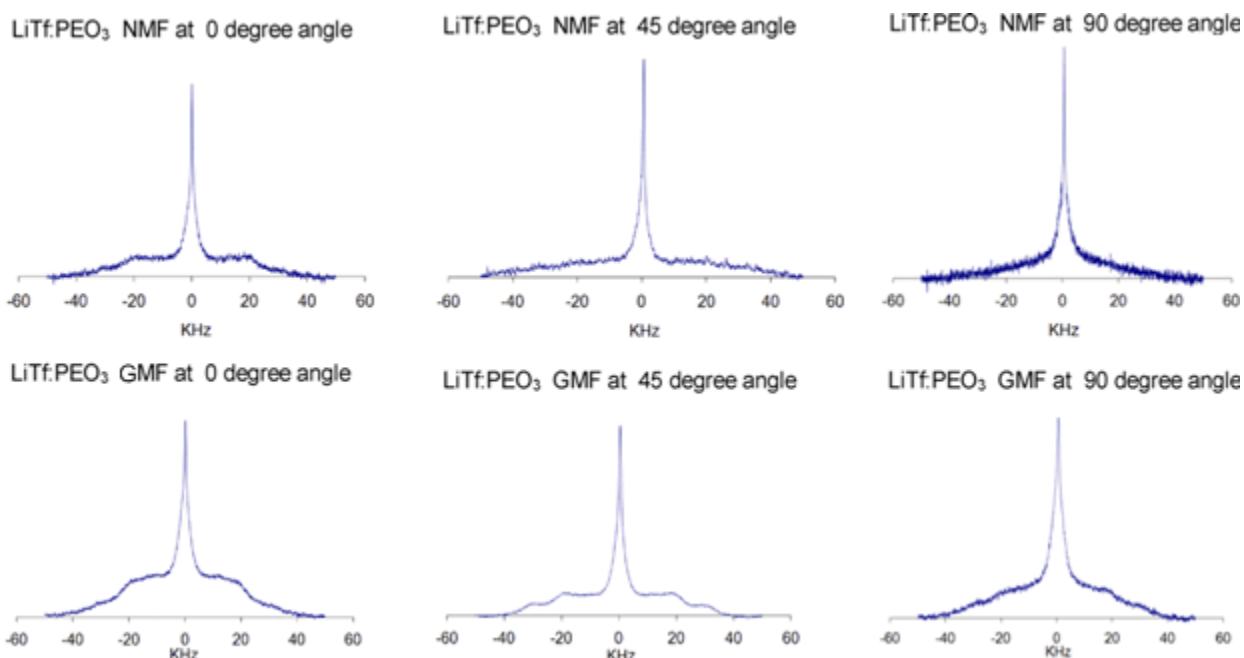 LiTf:PEO₃ NMF at 0 degree angle
LiTf:PEO₃ NMF at 45 degree angle
LiTf:PEO₃ NMF at 90 degree angle
-60 -40 -20 0 20 40 60
KHz
-60 -40 -20 0 20 40 60
KHz
-60 -40 -20 0 20 40 60
KHz
LiTf:PEO₃ GMF at 0 degree angle
LiTf:PEO₃ GMF at 45 degree angle
LiTf:PEO₃ GMF at 90 degree angle
-60 -40 -20 0 20 40 60
KHz
-60 -40 -20 0 20 40 60
KHz
-60 -40 -20 0 20 40 60
KHz